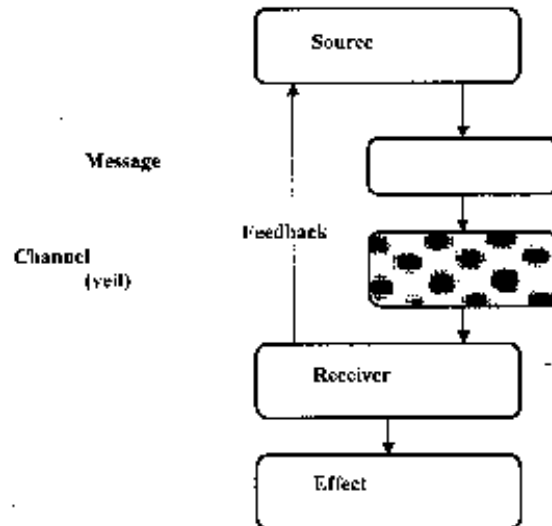 Source
Message
Feedback
Channel
(veil)
Receiver
Effect